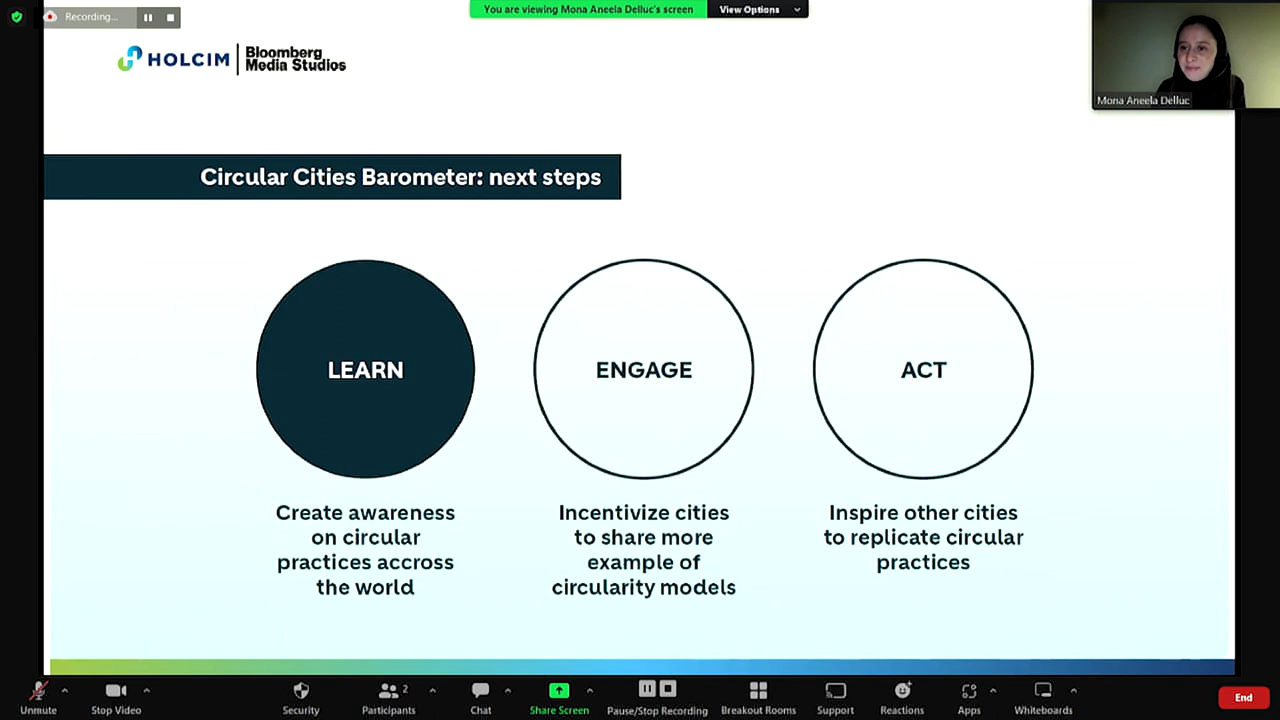 Recording...
You are viewing Mona Aneela Delluc's screen
View Options
HOLCIM
Bloomberg
Media Studios
Mona Aneela Delluc
Circular Cities Barometer: next steps
LEARN
ENGAGE
ACT
Create awareness
on circular
practices accross
the world
Incentivize cities
to share more
example of
circularity models
Inspire other cities
to replicate circular
practices
Unmute
Stop Video
Security
2
Participants
Chat
Share Screen
Pause/Stop Recording
Breakout Rooms
Support
Reactions
Apps
Whiteboards
End